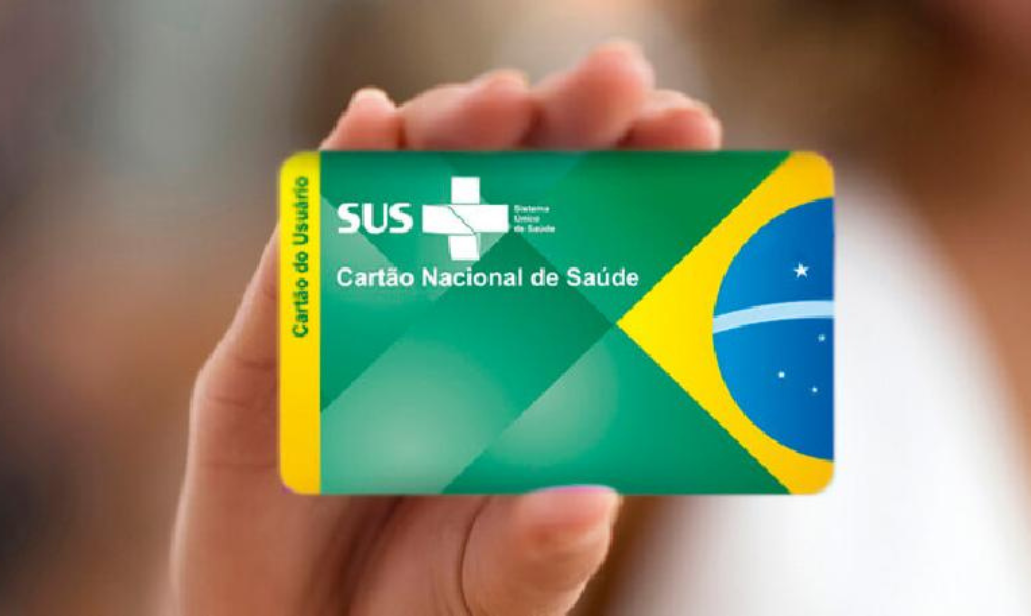 Cartão do Usuário
SUS
Sistema
Único
de Saúde
Cartão Nacional de Saúde